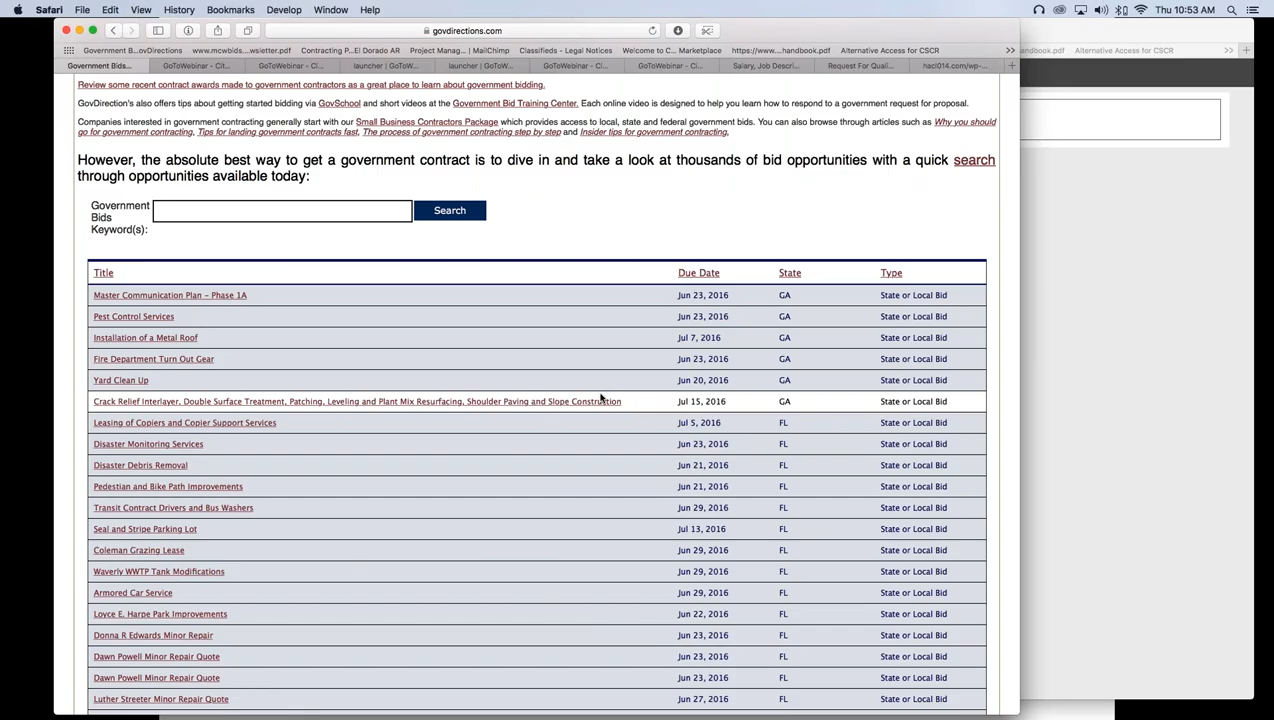 Safari File Edit View History Bookmarks Develop Window Help Thu 10:53 AM
govdirections.com
Government B...ovDirections www.mcwbids....wsletter.pdf Contracting P...El Dorado AR Project Manag... | MailChimp Classifieds - Legal Notices Welcome to C... Marketplace https://www....handbook.pdf Alternative Access for CSCR >> andbook.pdf Alternative Access for CSCR >> +
Government Bids... GoToWebinar - Cit... GoToWebinar - Ci... launcher | GoToW... launcher | GoToW... GoToWebinar - Ci... GoToWebinar - Ci... Salary, Job Descri... Request For Quali... hacl014.com/wp-... +
Review some recent contract awards made to government contractors as a great place to learn about government bidding.
GovDirection's also offers tips about getting started bidding via GovSchool and short videos at the Government Bid Training Center. Each online video is designed to help you learn how to respond to a government request for proposal.
Companies interested in government contracting generally start with our Small Business Contractors Package which provides access to local, state and federal government bids. You can also browse through articles such as Why you should
go for government contracting, Tips for landing government contracts fast, The process of government contracting step by step and Insider tips for government contracting.
However, the absolute best way to get a government contract is to dive in and take a look at thousands of bid opportunities with a quick search
through opportunities available today:
Government
Bids
Keyword(s):
Search
Title Due Date State Type
Master Communication Plan - Phase 1A Jun 23, 2016 GA State or Local Bid
Pest Control Services Jun 23, 2016 GA State or Local Bid
Installation of a Metal Roof Jul 7, 2016 GA State or Local Bid
Fire Department Turn Out Gear Jun 23, 2016 GA State or Local Bid
Yard Clean Up Jun 20, 2016 GA State or Local Bid
Crack Relief Interlayer, Double Surface Treatment, Patching, Leveling and Plant Mix Resurfacing, Shoulder Paving and Slope Construction Jul 15, 2016 GA State or Local Bid
Leasing of Copiers and Copier Support Services Jul 5, 2016 FL State or Local Bid
Disaster Monitoring Services Jun 23, 2016 FL State or Local Bid
Disaster Debris Removal Jun 21, 2016 FL State or Local Bid
Pedestian and Bike Path Improvements Jun 21, 2016 FL State or Local Bid
Transit Contract Drivers and Bus Washers Jun 29, 2016 FL State or Local Bid
Seal and Stripe Parking Lot Jul 13, 2016 FL State or Local Bid
Coleman Grazing Lease Jun 29, 2016 FL State or Local Bid
Waverly WWTP Tank Modifications Jun 29, 2016 FL State or Local Bid
Armored Car Service Jun 29, 2016 FL State or Local Bid
Loyce E. Harpe Park Improvements Jun 22, 2016 FL State or Local Bid
Donna R Edwards Minor Repair Jun 23, 2016 FL State or Local Bid
Dawn Powell Minor Repair Quote Jun 23, 2016 FL State or Local Bid
Dawn Powell Minor Repair Quote Jun 23, 2016 FL State or Local Bid
Luther Streeter Minor Repair Quote Jun 27, 2016 FL State or Local Bid